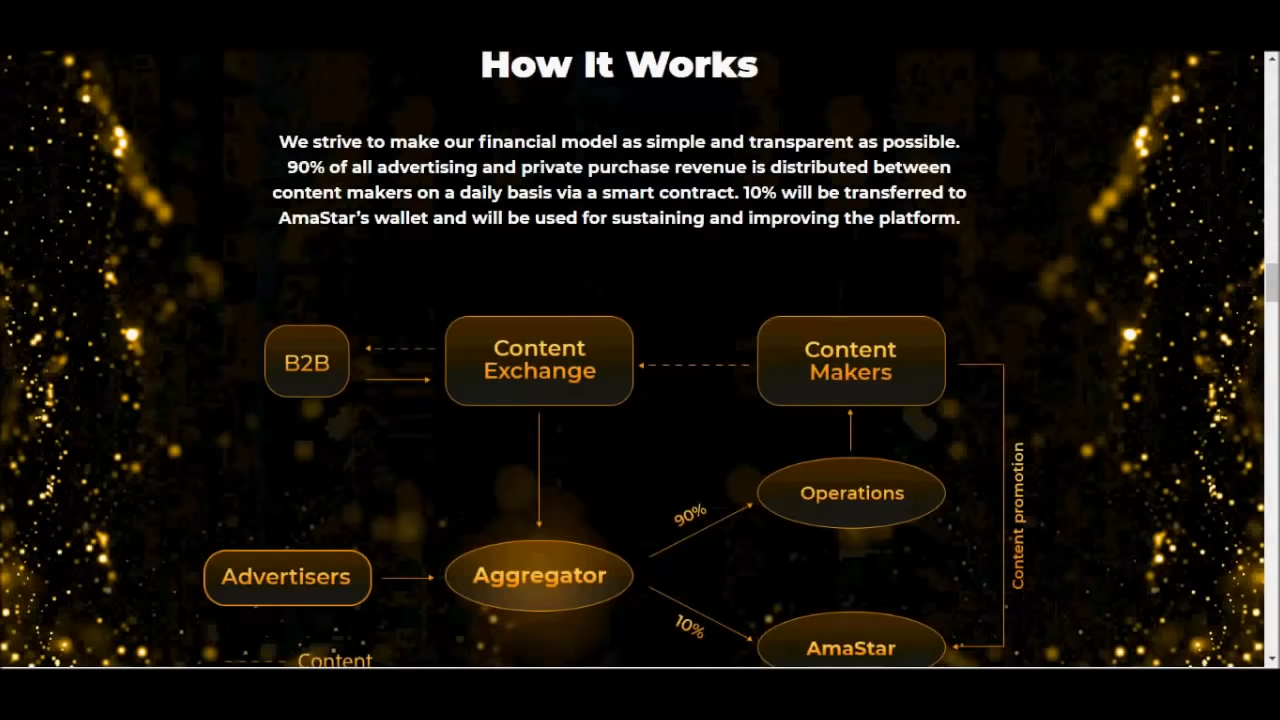 How It Works
We strive to make our financial model as simple and transparent as possible.
90% of all advertising and private purchase revenue is distributed between
content makers on a daily basis via a smart contract. 10% will be transferred to
AmaStar's wallet and will be used for sustaining and improving the platform.
B2B
Content
Exchange
Content
Makers
Operations
90%
Content promotion
Advertisers
Aggregator
10%
AmaStar
Content